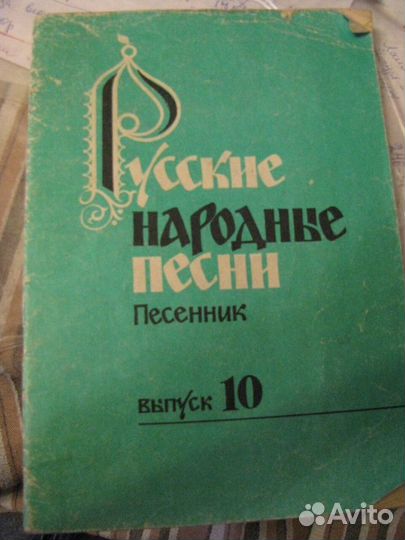 Русские
народные
песни
Песенник
выпуск 10
Avito